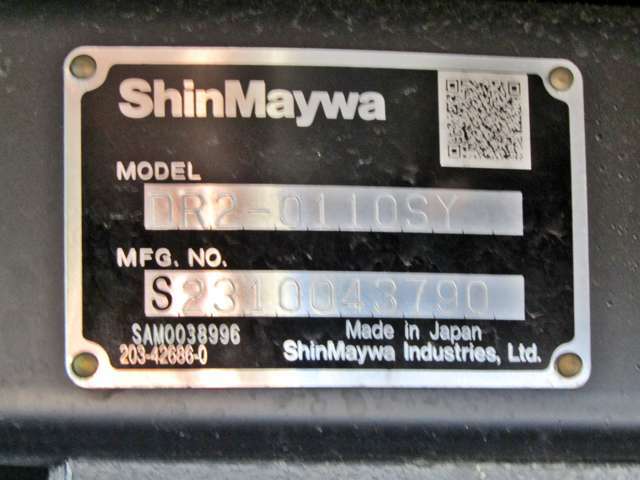 ShinMaywa
MODEL
DR2-0110SY
MFG. NO.
S2310043790
SAM0038996
Made in Japan
203-42686-0
ShinMaywa Industries, Ltd.